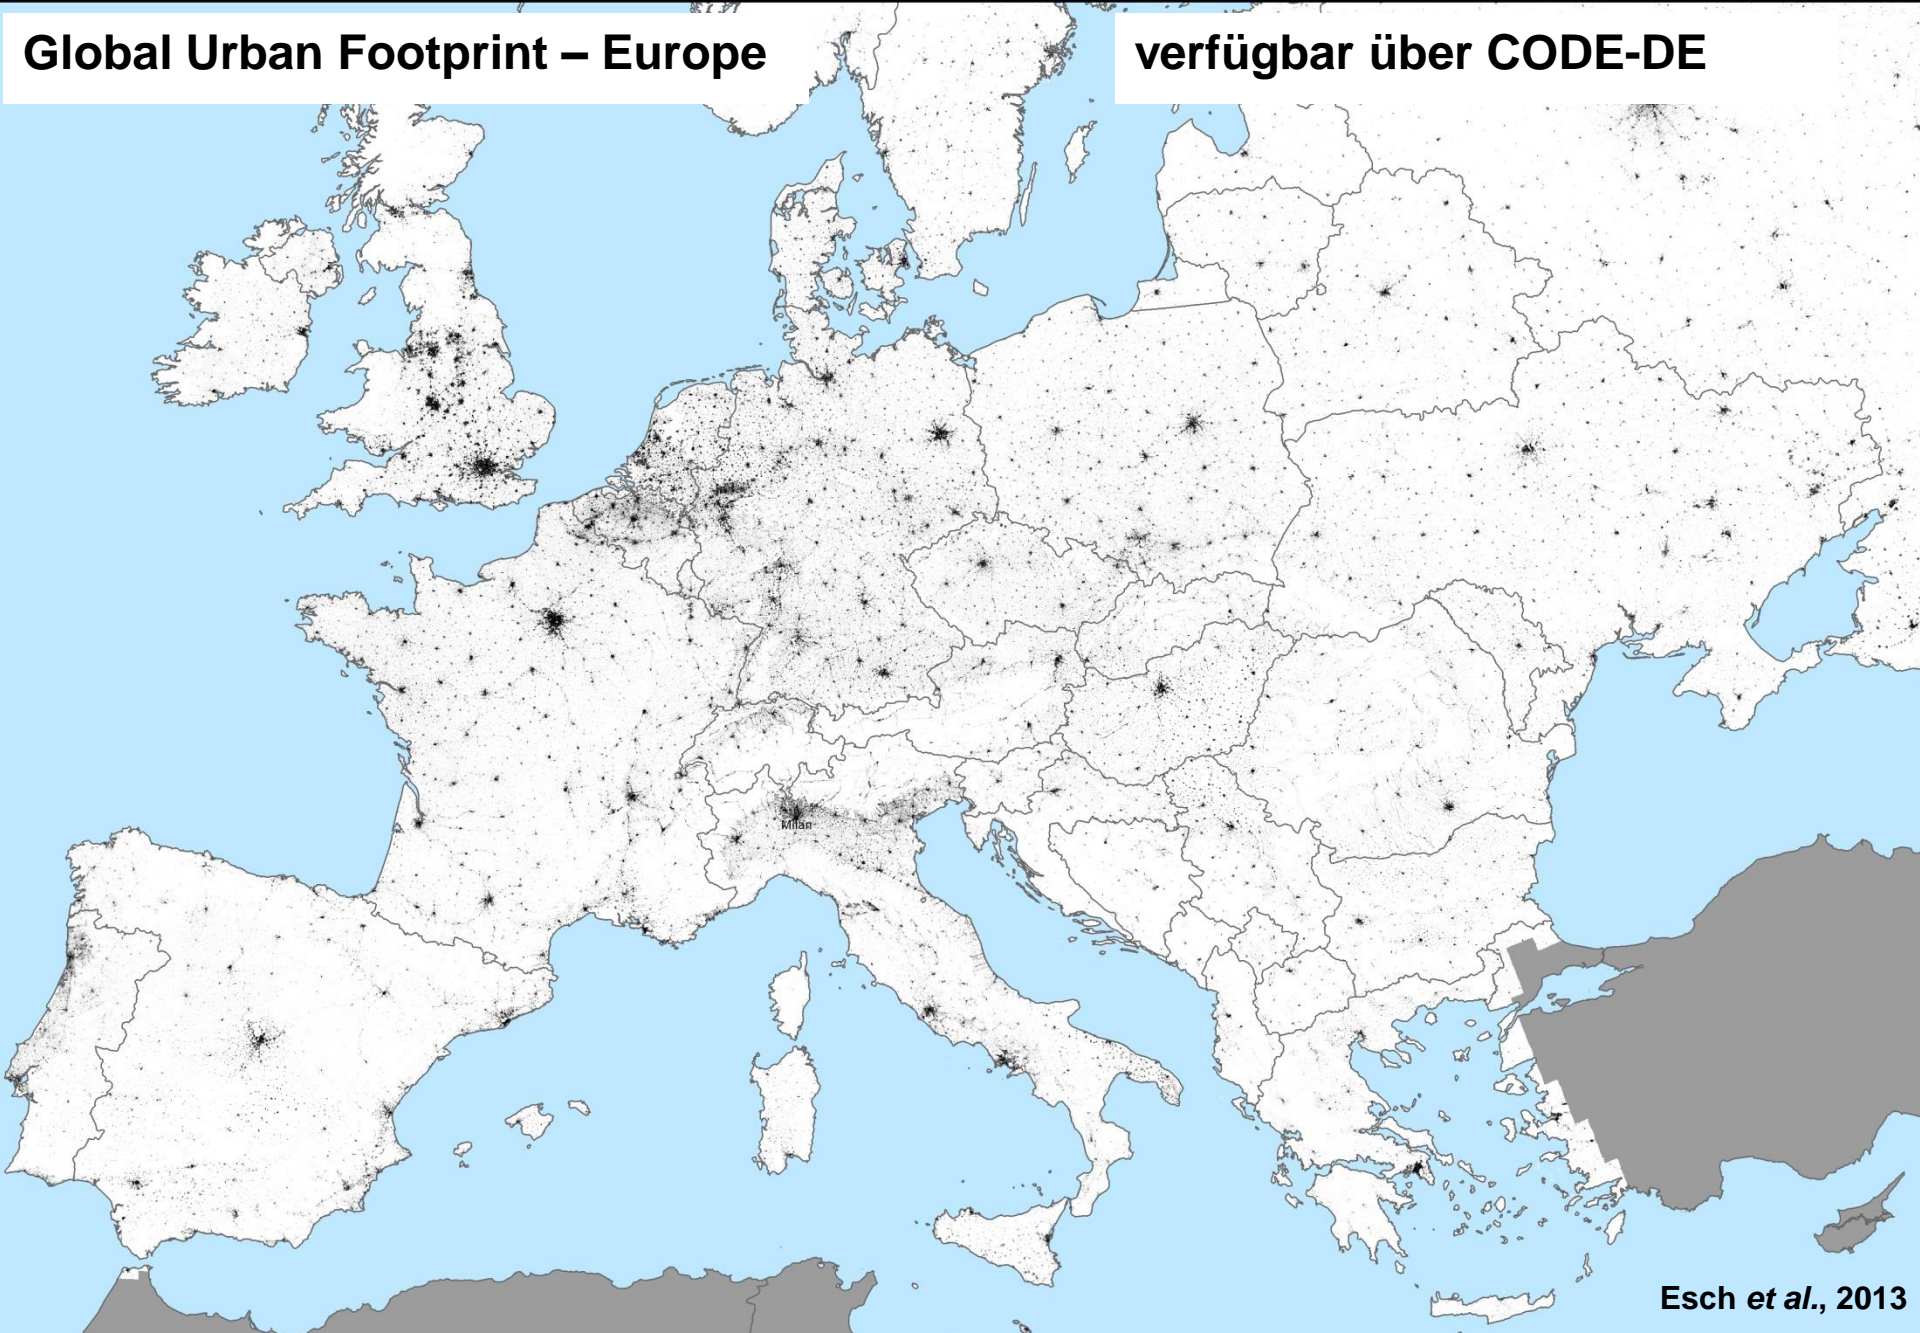 Global Urban Footprint – Europe
verfügbar über CODE-DE
Milan
Esch et al., 2013